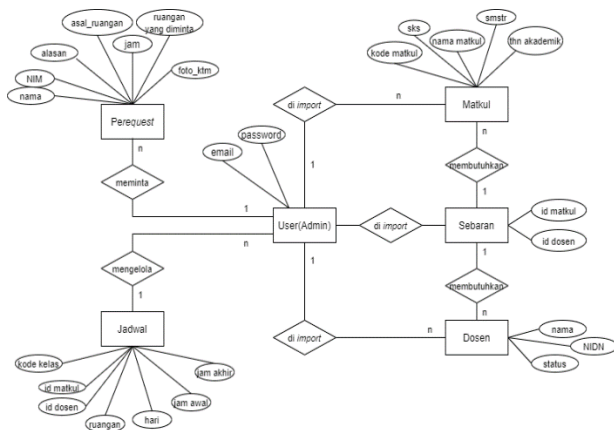 asal_ruangan
ruangan
yang diminta
jam
alasan
foto_ktm
NIM
nama
Perequest
n
meminta
1
smstr
sks
nama matkul
thn akademik
kode matkul
di import
n
Matkul
n
1
membutuhkan
1
password
email
User(Admin)
di import
Sebaran
id matkul
id dosen
n
1
1
membutuhkan
n
mengelola
1
Jadwal
di import
n
Dosen
nama
NIDN
status
kode kelas
id matkul
id dosen
ruangan
hari
jam awal
jam akhir